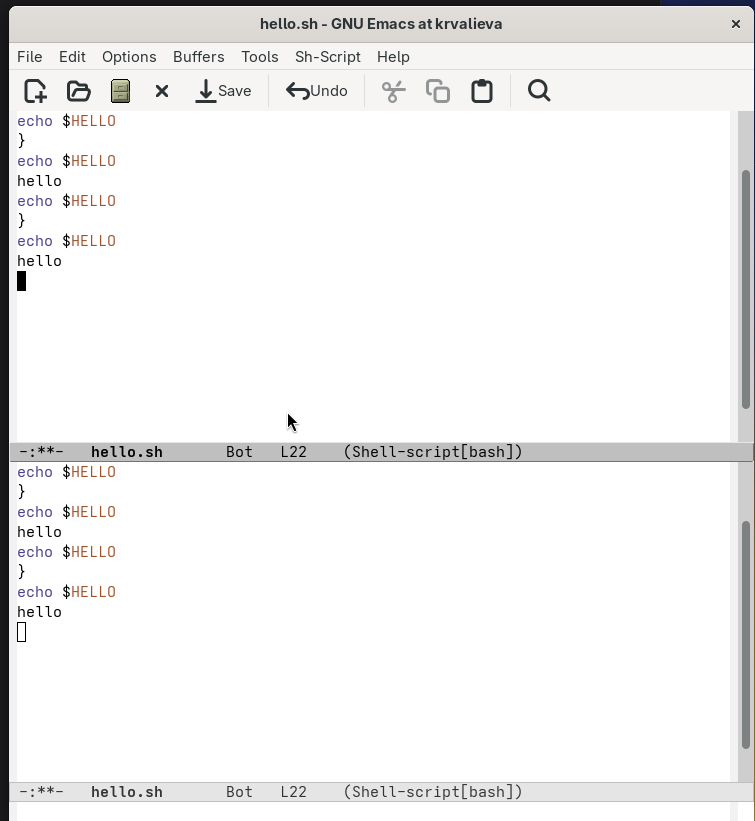 hello.sh - GNU Emacs at krvalieva ×
File Edit Options Buffers Tools Sh-Script Help
Save Undo
echo $HELLO
}
echo $HELLO
hello
echo $HELLO
}
echo $HELLO
hello
-:**- hello.sh Bot L22 (Shell-script[bash])
echo $HELLO
}
echo $HELLO
hello
echo $HELLO
}
echo $HELLO
hello
-:**- hello.sh Bot L22 (Shell-script[bash])